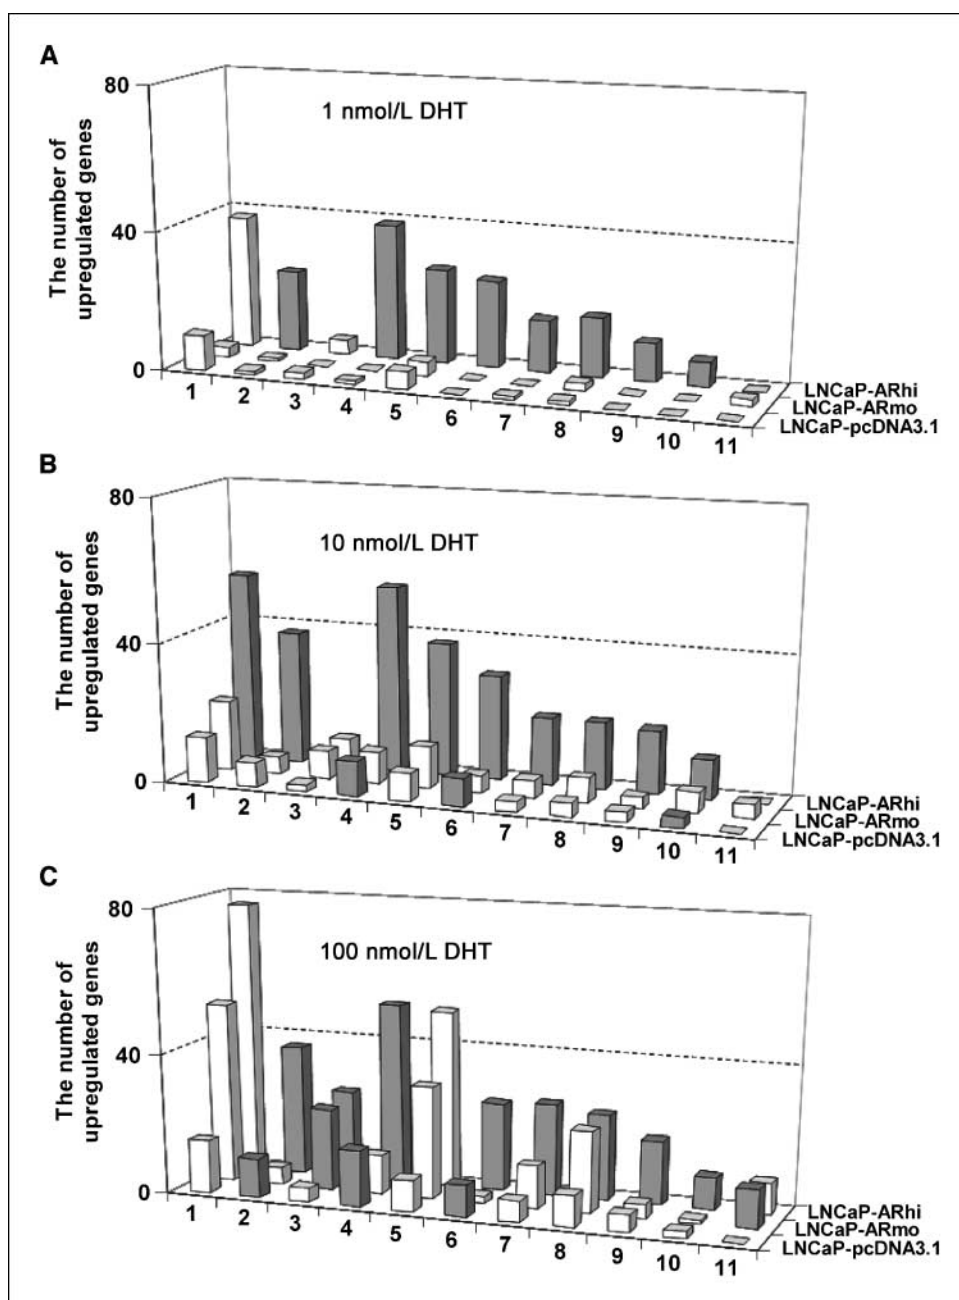 A
80
1 nmol/L DHT
The number of
upregulated genes
40
0
1 2 3 4 5 6 7 8 9 10 11
LNCaP-ARhi
LNCaP-ARmo
LNCaP-pcDNA3.1
B
80
10 nmol/L DHT
The number of
upregulated genes
40
0
1 2 3 4 5 6 7 8 9 10 11
LNCaP-ARhi
LNCaP-ARmo
LNCaP-pcDNA3.1
C
80
100 nmol/L DHT
The number of
upregulated genes
40
0
1 2 3 4 5 6 7 8 9 10 11
LNCaP-ARhi
LNCaP-ARmo
LNCaP-pcDNA3.1